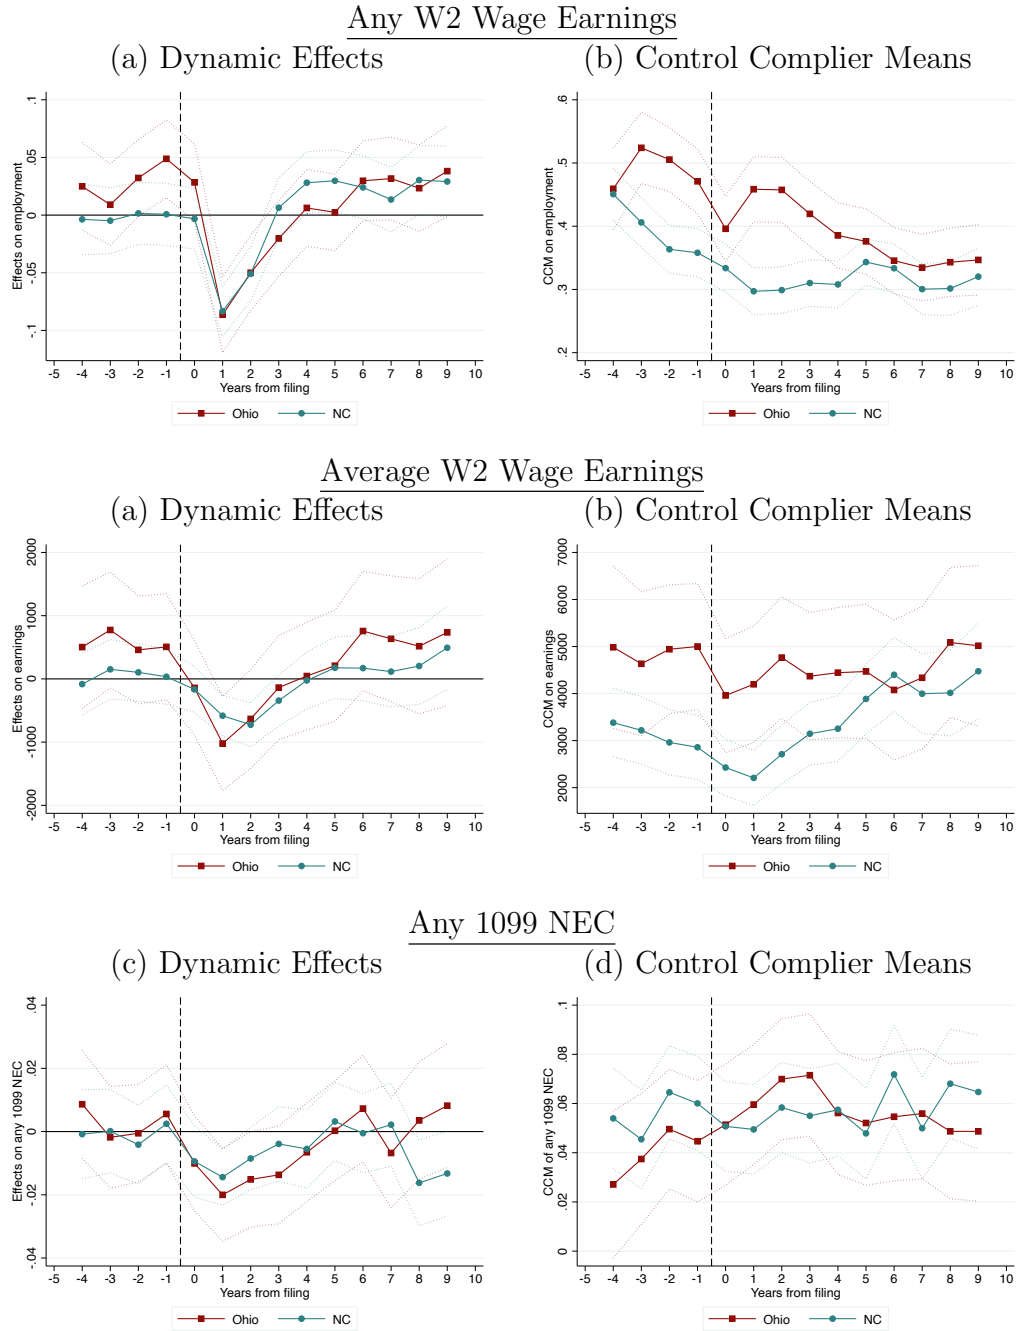 Any W2 Wage Earnings
(a) Dynamic Effects
(b) Control Complier Means
Effects on employment
.1
.05
0
.05
-.1
-5 -4 -3 -2 -1 0 1 2 3 4 5 6 7 8 9 10
Years from filing
Ohio NC
CCM on employment
.6
.5
.4
.3
.2
-5 -4 -3 -2 -1 0 1 2 3 4 5 6 7 8 9 10
Years from filing
Ohio NC
Average W2 Wage Earnings
(a) Dynamic Effects
(b) Control Complier Means
Effects on earnings
2000
1000
0
-1000
-2000
-5 -4 -3 -2 -1 0 1 2 3 4 5 6 7 8 9 10
Years from filing
Ohio NC
CCM on earnings
7000
6000
5000
4000
3000
2000
-5 -4 -3 -2 -1 0 1 2 3 4 5 6 7 8 9 10
Years from filing
Ohio NC
Any 1099 NEC
(c) Dynamic Effects
(d) Control Complier Means
Effects on any 1099 NEC
.04
.02
0
-.02
-.04
-5 -4 -3 -2 -1 0 1 2 3 4 5 6 7 8 9 10
Years from filing
Ohio NC
CCM of any 1099 NEC
.1
.08
.06
.04
.02
0
-5 -4 -3 -2 -1 0 1 2 3 4 5 6 7 8 9 10
Years from filing
Ohio NC